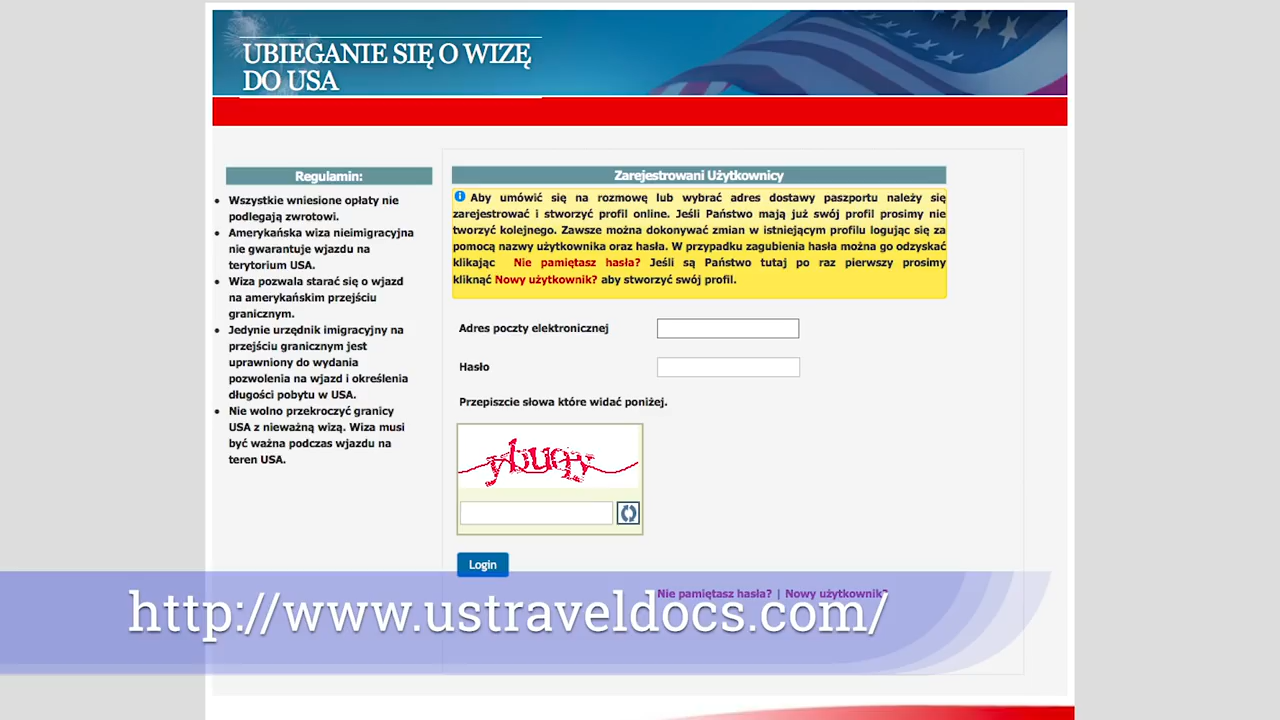 UBIEGANIE SIĘ O WIZĘ
DO USA
Regulamin:
Wszystkie wniesione opłaty nie
podlegają zwrotowi.
Amerykańska wiza nieimigracyjna
nie gwarantuje wjazdu na
terytorium USA.
Wiza pozwala starać się o wjazd
na amerykańskim przejściu
granicznym.
Jedynie urzędnik imigracyjny na
przejściu granicznym jest
uprawniony do wydania
pozwolenia na wjazd i określenia
długości pobytu w USA.
Nie wolno przekroczyć granicy
USA z nieważną wizą. Wiza musi
być ważna podczas wjazdu na
teren USA.
Zarejestrowani Użytkownicy
Aby umówić się na rozmowę lub wybrać adres dostawy paszportu należy się
zarejestrować i stworzyć profil online. Jeśli Państwo mają już swój profil prosimy nie
tworzyć kolejnego. Zawsze można dokonywać zmian w istniejącym profilu logując się za
pomocą nazwy użytkownika oraz hasła. W przypadku zagubienia hasła można go odzyskać
klikając Nie pamiętasz hasła? Jeśli są Państwo tutaj po raz pierwszy prosimy
kliknąć Nowy użytkownik? aby stworzyć swój profil.
Adres poczty elektronicznej
Hasło
Przepiszcie słowa które widać poniżej.
Login
Nie pamiętasz hasła? | Nowy użytkownik?
http://www.ustraveldocs.com/